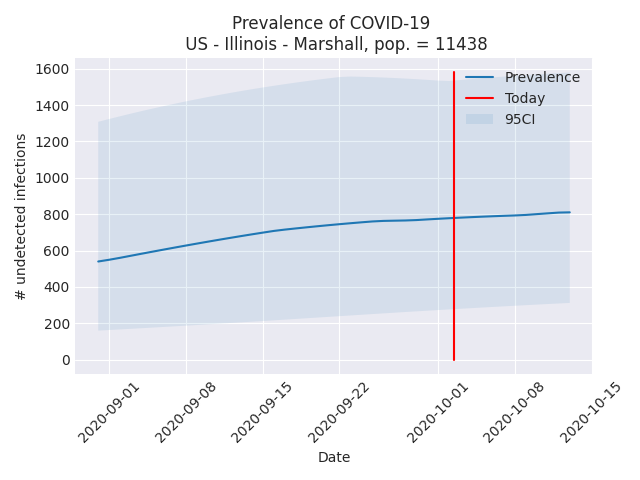 Prevalence of COVID-19
US - Illinois - Marshall, pop. = 11438
1600
1400
1200
1000
800
600
400
200
0
# undetected infections
Prevalence
Today
95CI
2020-09-01
2020-09-08
2020-09-15
2020-09-22
2020-10-01
2020-10-08
2020-10-15
Date